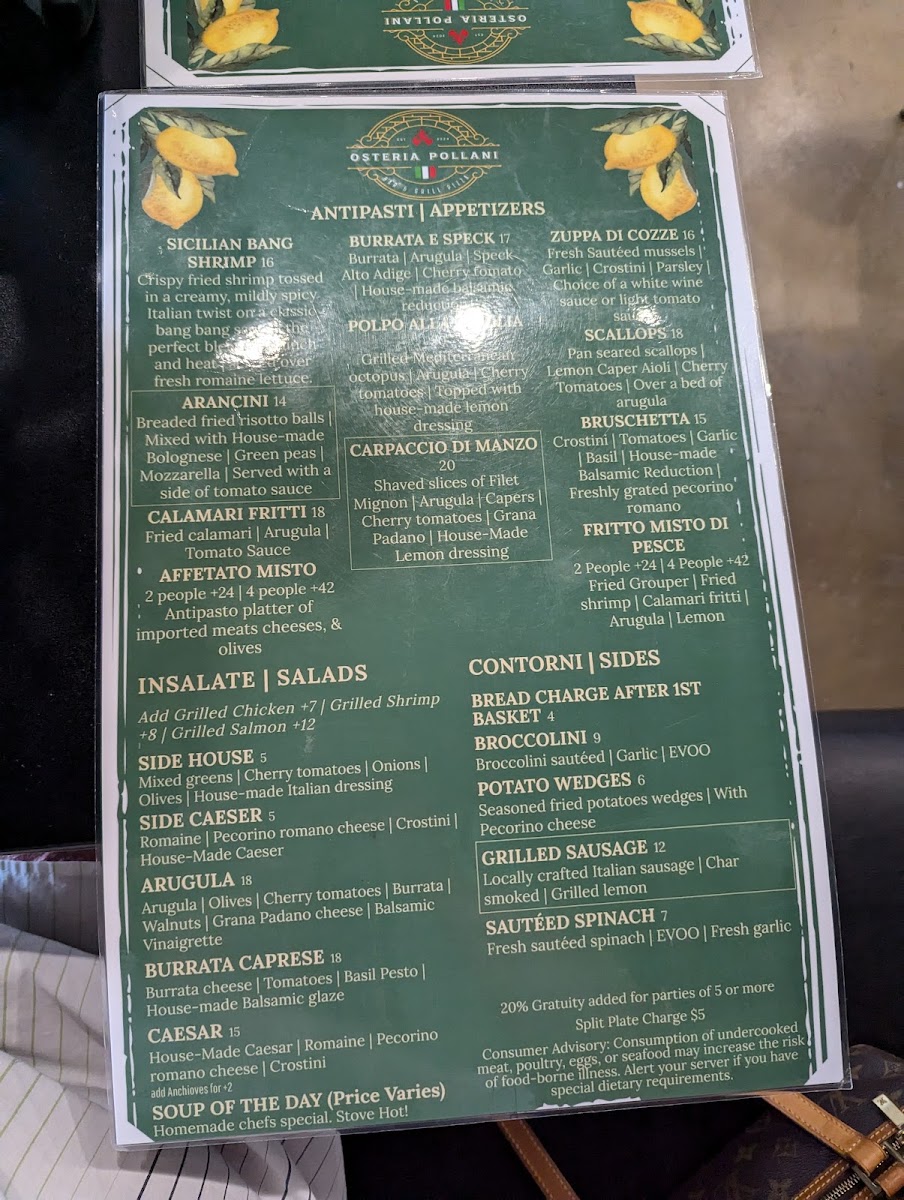 OSTERIA POLLANI
EST 2024
OSTERIA POLLANI
ANTIPASTI | APPETIZERS
SICILIAN BANG
SHRIMP 16
Crispy fried shrimp tossed
in a creamy, mildly spicy
Italian twist on a classic
bang bang the
perfect
and heat over
fresh romaine lettuce.
ARANCINI 14
Breaded fried risotto balls |
Mixed with House-made
Bolognese | Green peas |
Mozzarella | Served with a
side of tomato sauce
CALAMARI FRITTI 18
Fried calamari | Arugula |
Tomato Sauce
AFFETATO MISTO
2 people +24 | 4 people +42
Antipasto platter of
imported meats cheeses, &
olives
BURRATA E SPECK 17
Burrata | Arugula | Speck
Alto Adige | Cherry tomato
| House-made balsamic
reduction
POLPO ALLA
Grilled Mediterranean
octopus | Arugula | Cherry
tomatoes | Topped with
house-made lemon
dressing
CARPACCIO DI MANZO
20
Shaved slices of Filet
Mignon | Arugula | Capers |
Cherry tomatoes | Grana
Padano | House-Made
Lemon dressing
ZUPPA DI COZZE 16
Fresh Sautéed mussels |
Garlic | Crostini | Parsley |
Choice of a white wine
sauce or light tomato
sauce
SCALLOPS 18
Pan seared scallops |
Lemon Caper Aioli | Cherry
Tomatoes | Over a bed of
arugula
BRUSCHETTA 15
Crostini | Tomatoes | Garlic
| Basil | House-made
Balsamic Reduction |
Freshly grated pecorino
romano
FRITTO MISTO DI
PESCE
2 People +24 | 4 People +42
Fried Grouper | Fried
shrimp | Calamari fritti |
Arugula | Lemon
INSALATE | SALADS
Add Grilled Chicken +7 | Grilled Shrimp
+8 | Grilled Salmon +12
SIDE HOUSE 5
Mixed greens | Cherry tomatoes | Onions |
Olives | House-made Italian dressing
SIDE CAESER 5
Romaine | Pecorino romano cheese | Crostini |
House-Made Caeser
ARUGULA 18
Arugula | Olives | Cherry tomatoes | Burrata |
Walnuts | Grana Padano cheese | Balsamic
Vinaigrette
BURRATA CAPRESE 18
Burrata cheese | Tomatoes | Basil Pesto |
House-made Balsamic glaze
CAESAR 15
House-Made Caesar | Romaine | Pecorino
romano cheese | Crostini
add Anchioves for +2
SOUP OF THE DAY (Price Varies)
Homemade chefs special. Stove Hot!
CONTORNI | SIDES
BREAD CHARGE AFTER 1ST
BASKET 4
BROCCOLINI 9
Broccolini sautéed | Garlic | EVOO
POTATO WEDGES 6
Seasoned fried potatoes wedges | With
Pecorino cheese
GRILLED SAUSAGE 12
Locally crafted Italian sausage | Char
smoked | Grilled lemon
SAUTÉED SPINACH 7
Fresh sautéed spinach | EVOO | Fresh garlic
20% Gratuity added for parties of 5 or more
Split Plate Charge $5
Consumer Advisory: Consumption of undercooked
meat, poultry, eggs, or seafood may increase the risk
of food-borne illness. Alert your server if you have
special dietary requirements.